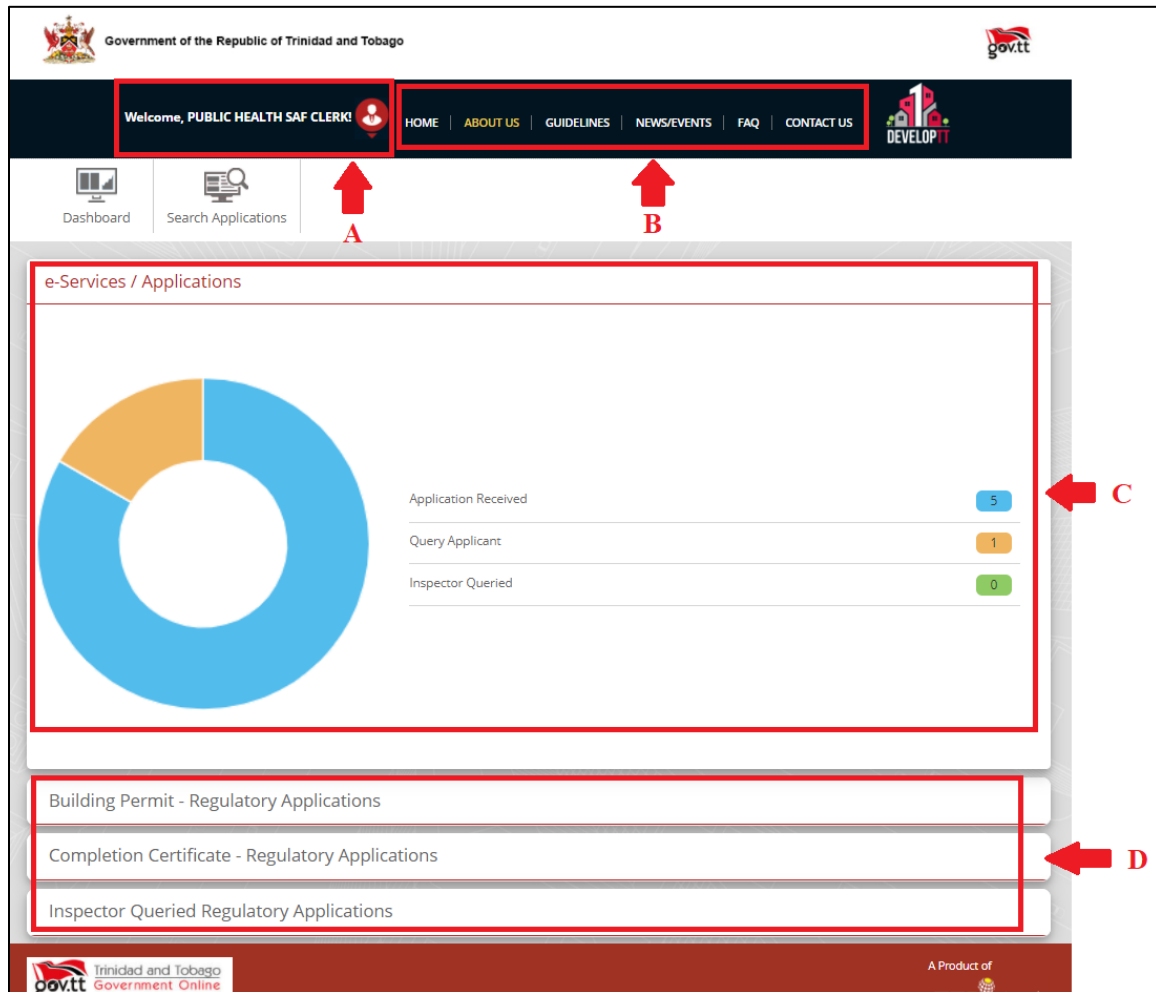 Government of the Republic of Trinidad and Tobago
gov.tt
Welcome, PUBLIC HEALTH SAF CLERK!
HOME | ABOUT US | GUIDELINES | NEWS/EVENTS | FAQ | CONTACT US
DEVELOPTT
Dashboard
Search Applications
A
B
e-Services / Applications
Application Received 5
C
Query Applicant 1
Inspector Queried 0
Building Permit - Regulatory Applications
Completion Certificate - Regulatory Applications
D
Inspector Queried Regulatory Applications
gov.tt
Trinidad and Tobago
Government Online
A Product of